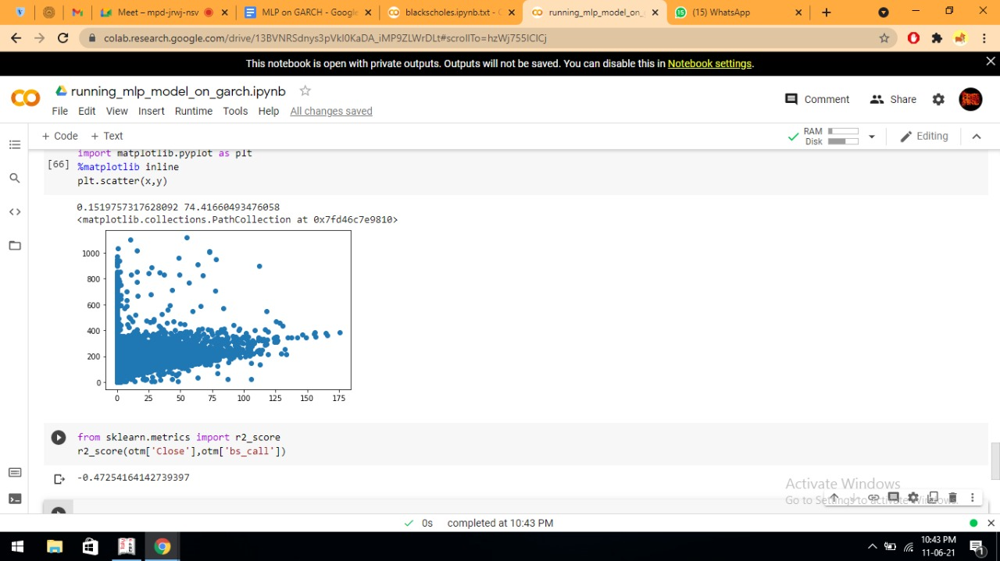 Meet – mpd-jrwj-nsv
MLP on GARCH - Google
blackscholes.ipynb.txt - C
running_mlp_model_on_
(15) WhatsApp
colab.research.google.com/drive/13BVNRSdnys3pVkI0KaDA_iMP9ZLWrDLt#scrollTo=hzWj755ICICj
This notebook is open with private outputs. Outputs will not be saved. You can disable this in Notebook settings.
running_mlp_model_on_garch.ipynb
Comment
Share
File Edit View Insert Runtime Tools Help All changes saved
+ Code + Text
RAM
Disk
Editing
import matplotlib.pyplot as plt
[66] %matplotlib inline
plt.scatter(x,y)
0.1519757317628092 74.41660493476058
<matplotlib.collections.PathCollection at 0x7fd46c7e9810>
1000
800
600
400
200
0
0 25 50 75 100 125 150 175
from sklearn.metrics import r2_score
r2_score(otm['Close'],otm['bs_call'])
-0.47254164142739397
Activate Windows
Go to Settings to activate Windows.
0s completed at 10:43 PM
10:43 PM
11-06-21
1